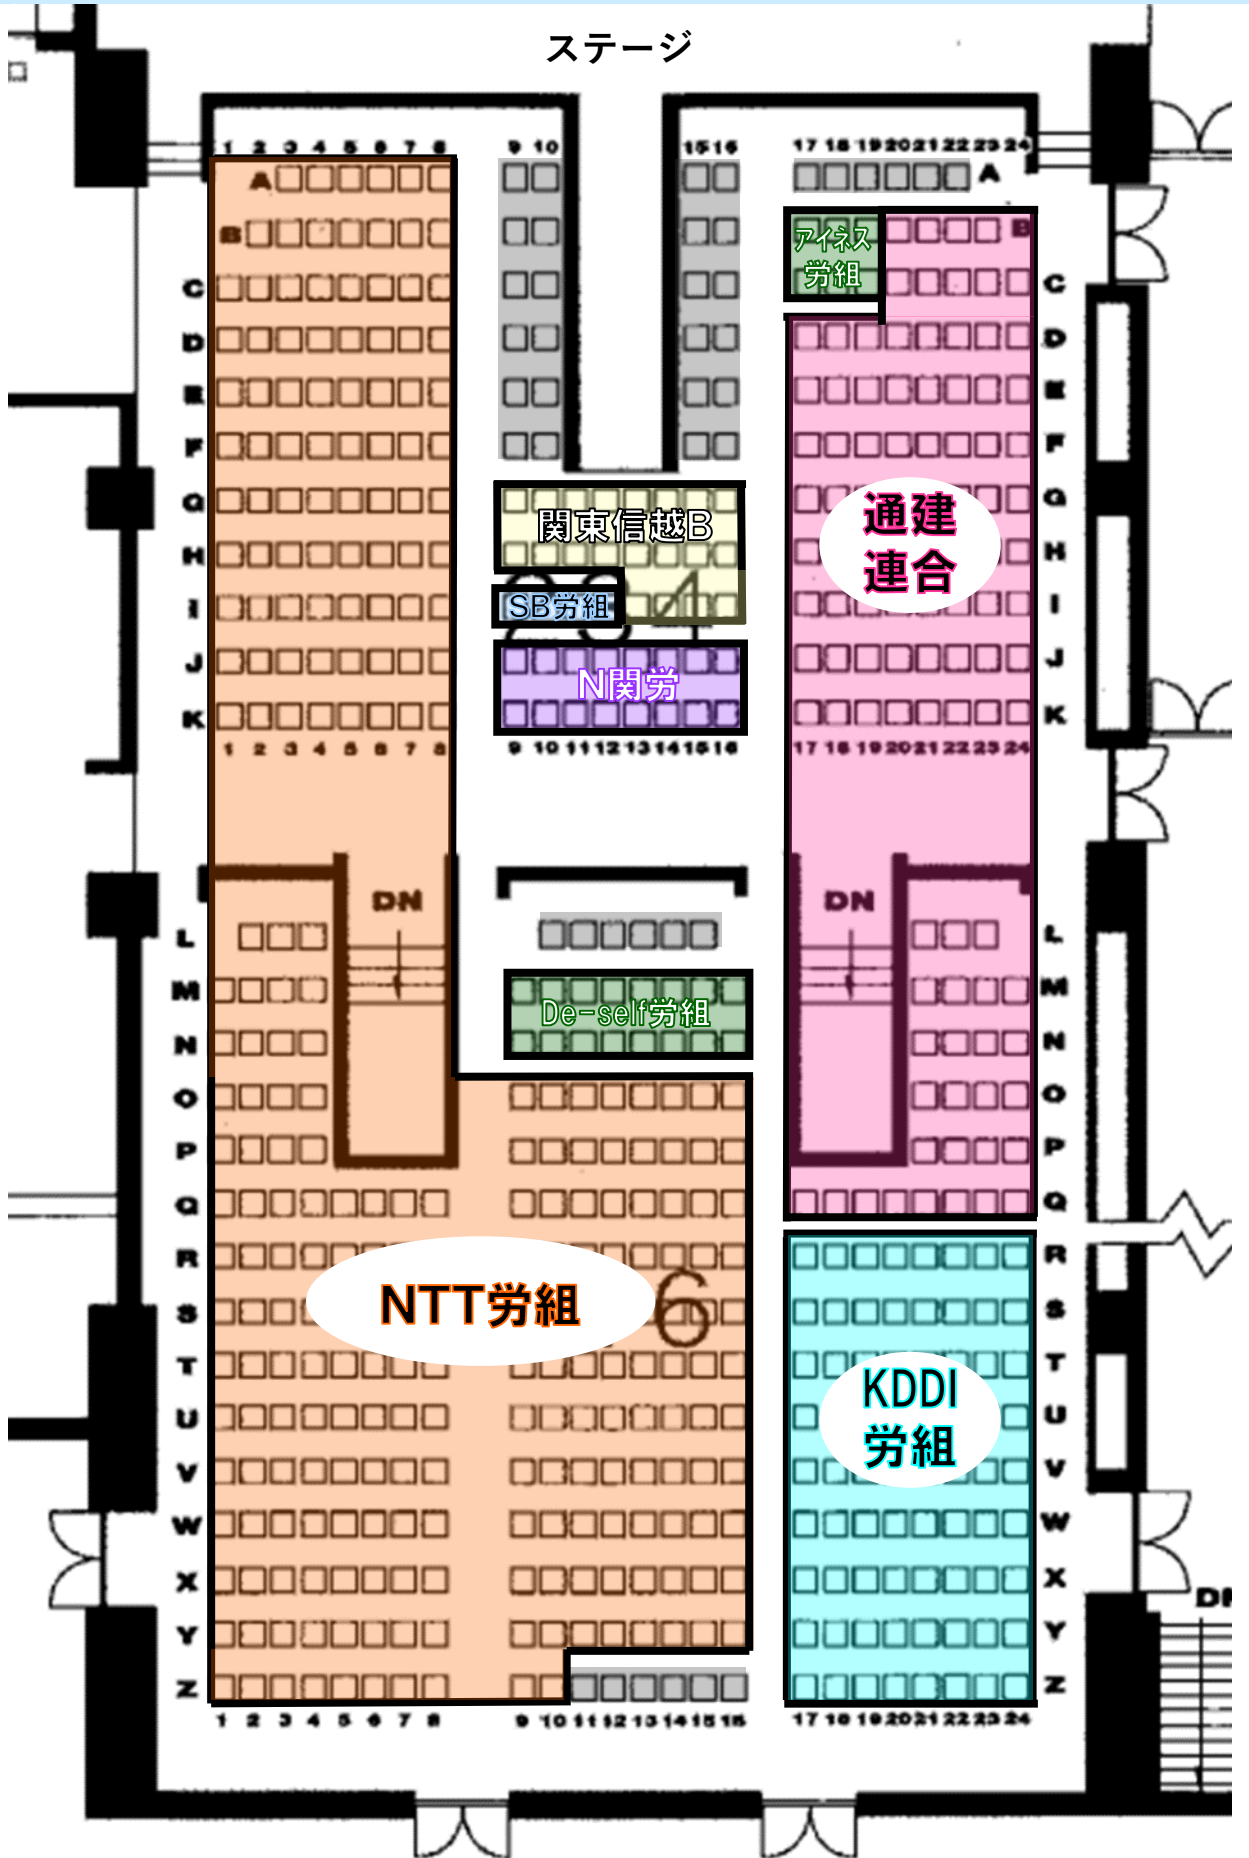 ステージ
1 2 3 4 5 6 7 8 9 10 15 16 17 18 19 20 21 22 23 24
A A
B アイネス B
労組
C C
D D
E E
F F
G 関東信越B 通建 G
H 連合 H
I SB労組 4 I
J N関労 J
K K
1 2 3 4 5 6 7 8 9 10 11 12 13 14 15 16 17 18 19 20 21 22 23 24
DN DN
L L
M De-self労組 M
N N
O O
P P
Q Q
R R
S NTT労組 6 S
T KDDI T
U 労組 U
V V
W W
X X
DN
Y Y
Z Z
1 2 3 4 5 6 7 8 9 10 11 12 13 14 15 16 17 18 19 20 21 22 23 24